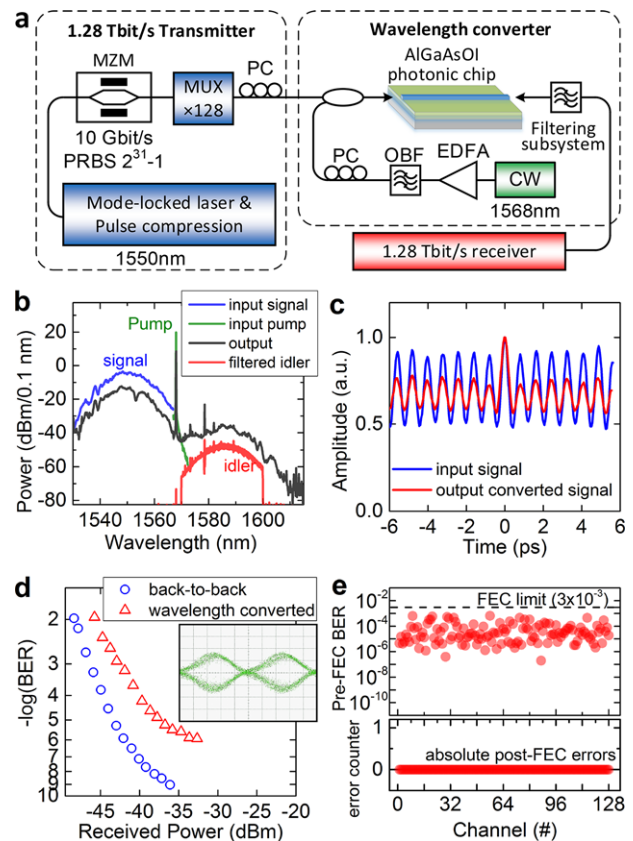 a
1.28 Tbit/s Transmitter
MZM
10 Gbit/s
PRBS 2³¹-1
MUX
×128
PC
Mode-locked laser &
Pulse compression
1550nm
Wavelength converter
AlGaAsOI
photonic chip
Filtering
subsystem
PC
OBF
EDFA
CW
1568nm
1.28 Tbit/s receiver
b
Power (dBm/0.1 nm)
20
0
-20
-40
-60
-80
Pump
signal
idler
input signal
input pump
output
filtered idler
1540 1560 1580 1600
Wavelength (nm)
c
Amplitude (a.u.)
1.0
0.5
0.0
input signal
output converted signal
-6 -4 -2 0 2 4 6
Time (ps)
d
-log(BER)
2
3
4
5
6
7
8
9
10
back-to-back
wavelength converted
-45 -40 -35 -30 -25 -20
Received Power (dBm)
e
Pre-FEC BER
10⁻²
10⁻⁴
10⁻⁶
10⁻⁸
10⁻¹⁰
FEC limit (3x10⁻³)
error counter
1
0
absolute post-FEC errors
0 32 64 96 128
Channel (#)